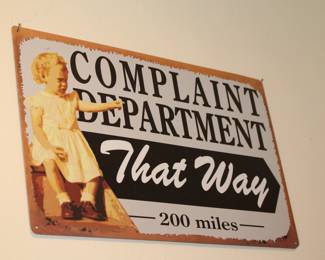 COMPLAINT
DEPARTMENT
That Way
200 miles